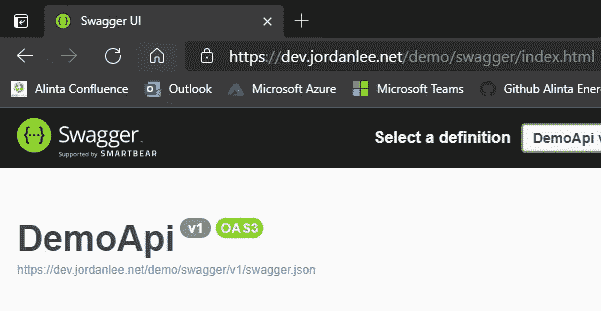 Swagger UI
https://dev.jordanlee.net/demo/swagger/index.html
Alinta Confluence Outlook Microsoft Azure Microsoft Teams Github Alinta Ener
{...} Swagger.
Supported by SMARTBEAR
Select a definition DemoApi v
DemoApi v1 OAS3
https://dev.jordanlee.net/demo/swagger/v1/swagger.json